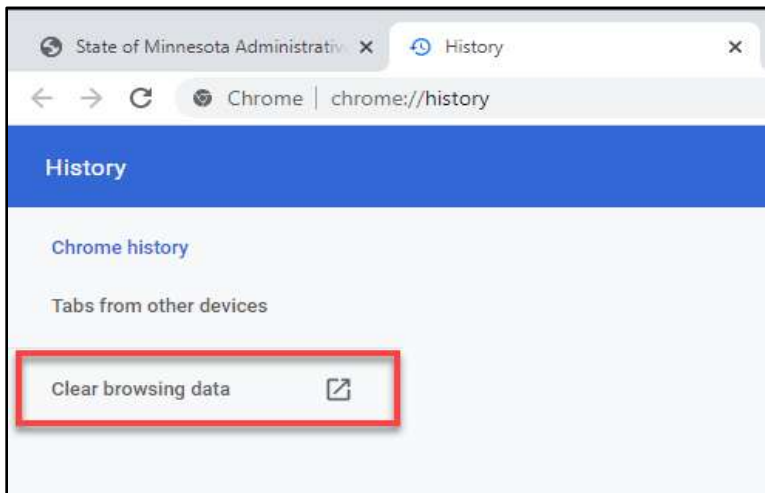 State of Minnesota Administrativ
History
Chrome | chrome://history
History
Chrome history
Tabs from other devices
Clear browsing data